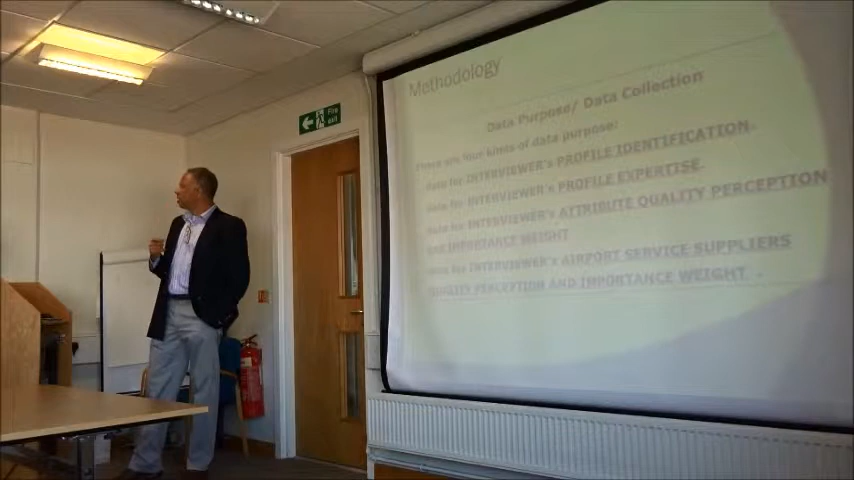 Fire
exit
Methodology
Data Purpose/ Data Collection
There are four kinds of data purpose:
data for INTERVIEWER's PROFILE IDENTIFICATION
data for INTERVIEWER's PROFILE EXPERTISE
data for INTERVIEWER's ATTRIBUTE QUALITY PERCEPTION
IMPORTANCE WEIGHT
data for INTERVIEWER's AIRPORT SERVICE SUPPLIERS
QUALITY PERCEPTION AND IMPORTANCE WEIGHT .